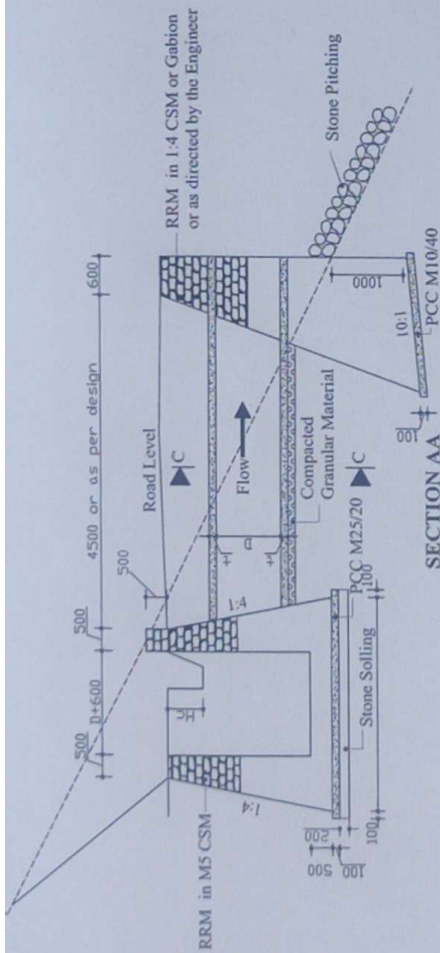 500
D+600
500
4500 or as per design
600
500
Road Level
RRM in 1:4 CSM or Gabion
or as directed by the Engineer
C
Hc
Flow
D
t
t
1:4
1:4
RRM in M5 CSM
Compacted
Granular Material
Stone Pitching
1000
10:1
PCC M10/40
100
C
PCC M25/20
100
Stone Solling
500
200
100
100
SECTION AA